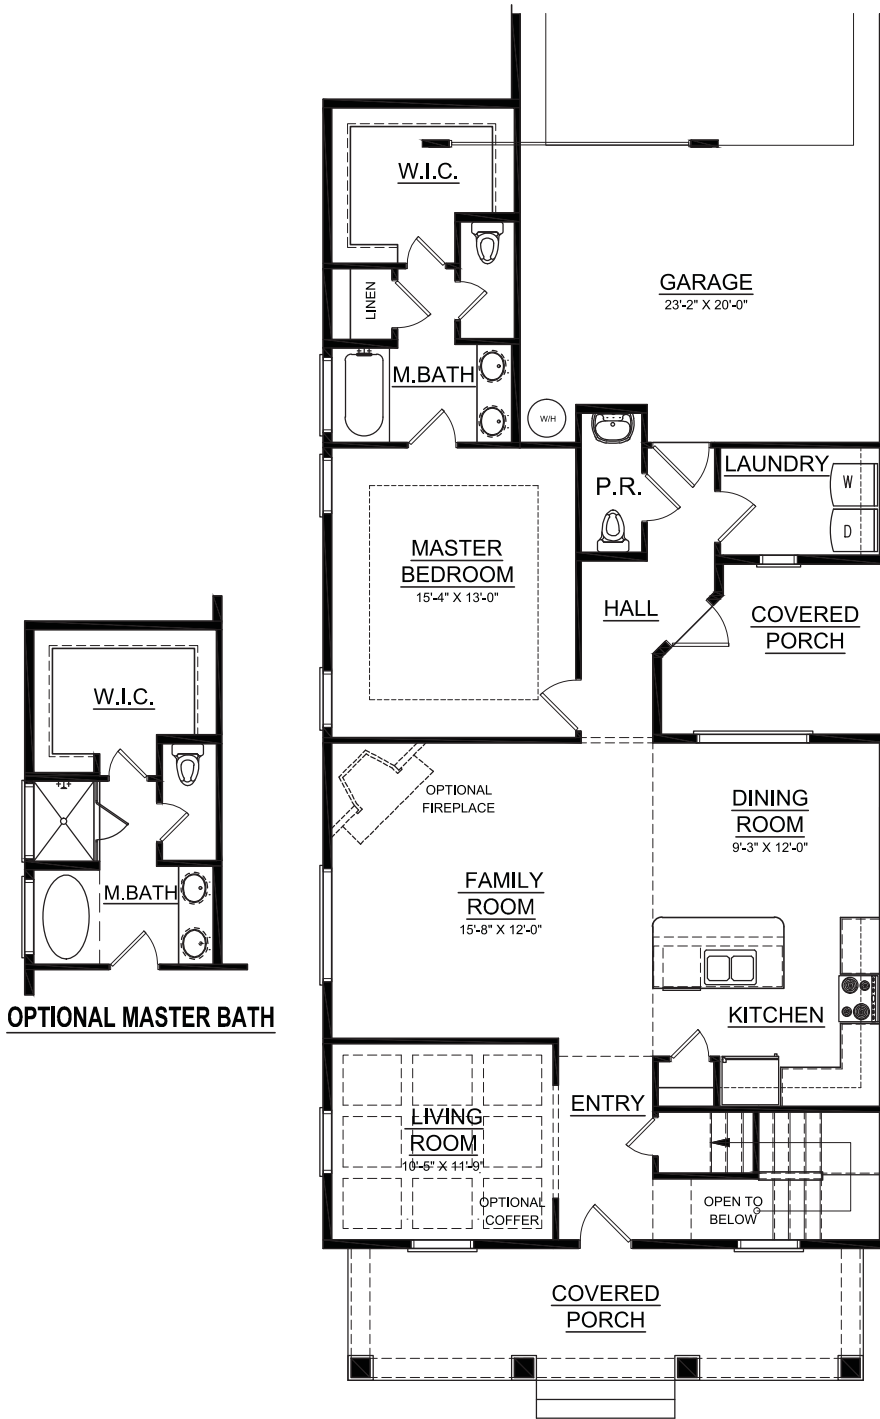 W.I.C.
LINEN
M.BATH
GARAGE
23'-2" X 20'-0"
W/H
P.R.
LAUNDRY
W
D
MASTER
BEDROOM
15'-4" X 13'-0"
HALL
COVERED
PORCH
W.I.C.
M.BATH
OPTIONAL MASTER BATH
OPTIONAL
FIREPLACE
DINING
ROOM
9'-3" X 12'-0"
FAMILY
ROOM
15'-8" X 12'-0"
KITCHEN
ENTRY
LIVING
ROOM
10'-5" X 11'-9"
OPTIONAL
COFFER
OPEN TO
BELOW
COVERED
PORCH